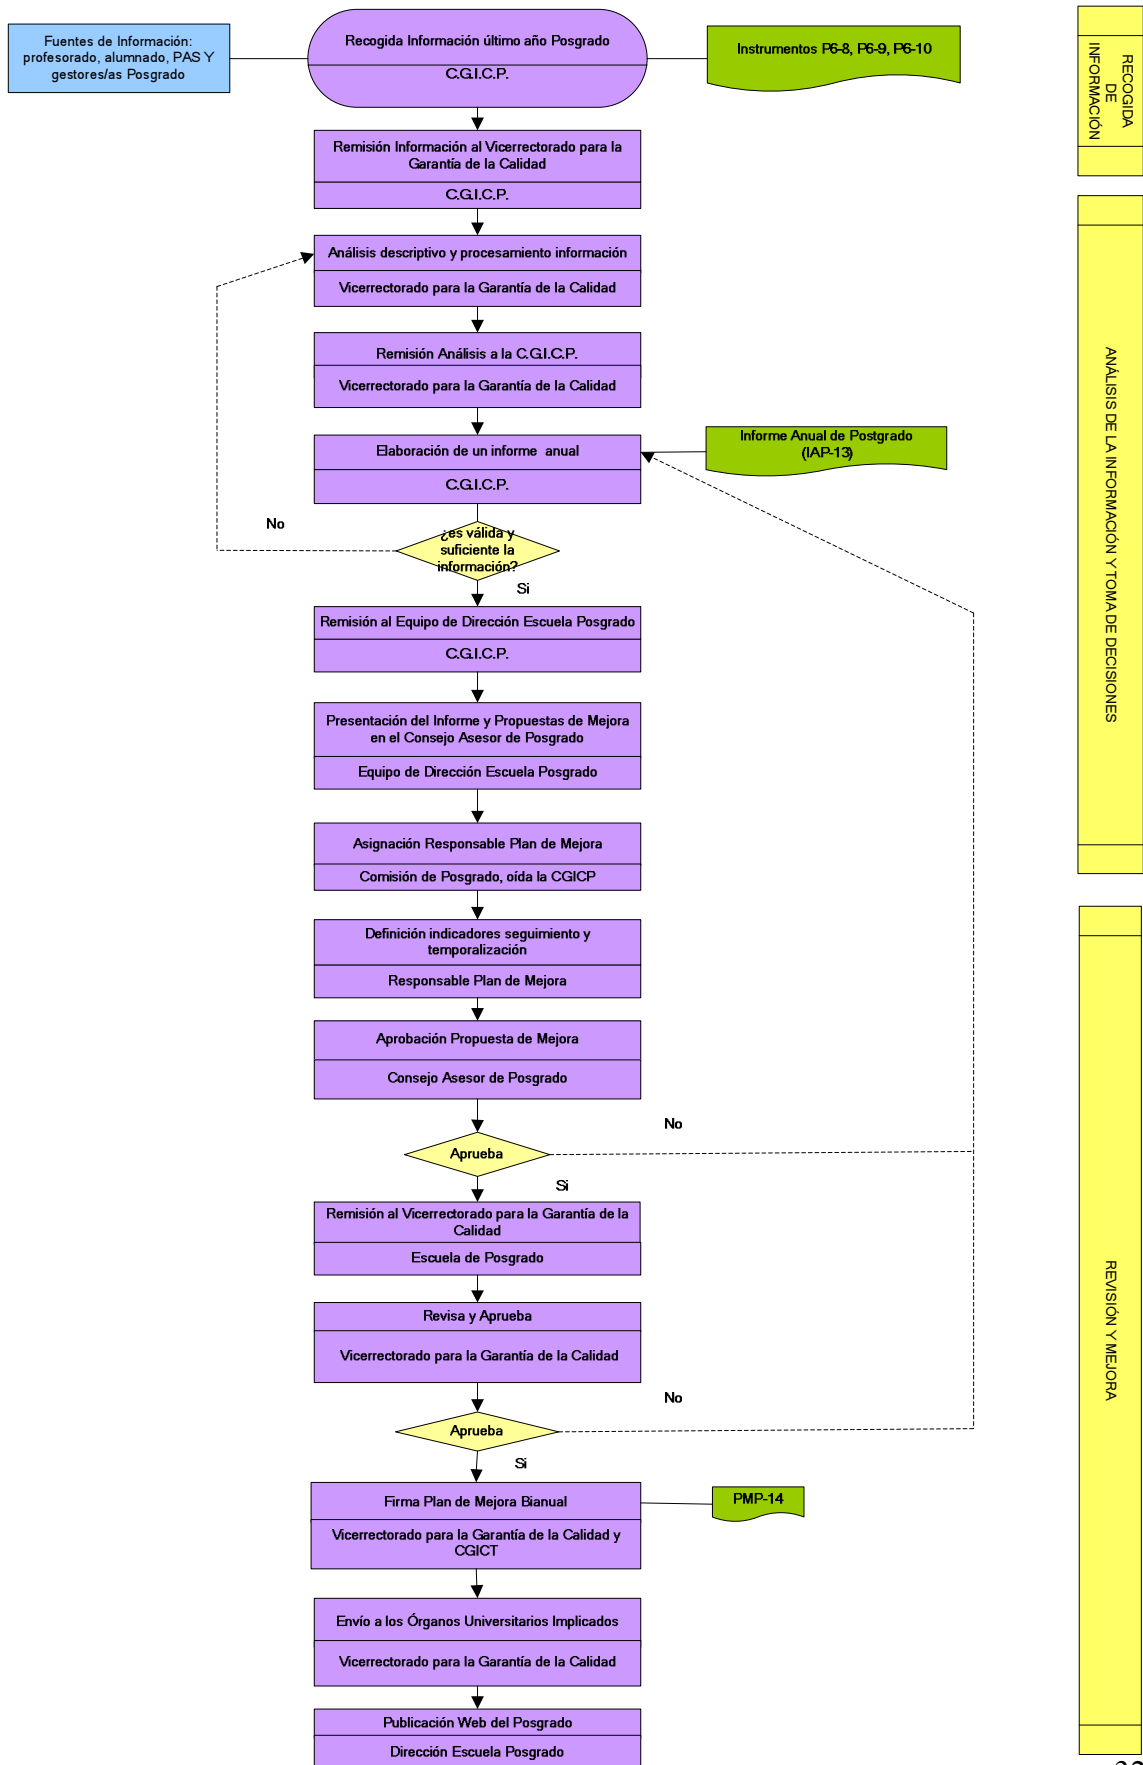 Fuentes de Información:
profesorado, alumnado, PAS Y
gestores/as Posgrado
Recogida Información último año Posgrado
C.G.I.C.P.
Instrumentos P6-8, P6-9, P6-10
RECOGIDA
DE
INFORMACIÓN
Remisión Información al Vicerrectorado para la
Garantía de la Calidad
C.G.I.C.P.
Análisis descriptivo y procesamiento información
Vicerrectorado para la Garantía de la Calidad
Remisión Análisis a la C.G.I.C.P.
Vicerrectorado para la Garantía de la Calidad
Elaboración de un informe anual
C.G.I.C.P.
Informe Anual de Postgrado
(IAP-13)
ANÁLISIS DE LA INFORMACIÓN Y TOMA DE DECISIONES
No
¿es válida y
suficiente la
información?
Si
Remisión al Equipo de Dirección Escuela Posgrado
C.G.I.C.P.
Presentación del Informe y Propuestas de Mejora
en el Consejo Asesor de Posgrado
Equipo de Dirección Escuela Posgrado
Asignación Responsable Plan de Mejora
Comisión de Posgrado, oída la CGICP
Definición indicadores seguimiento y
temporalización
Responsable Plan de Mejora
Aprobación Propuesta de Mejora
Consejo Asesor de Posgrado
No
Aprueba
Si
Remisión al Vicerrectorado para la Garantía de la
Calidad
Escuela de Posgrado
REVISIÓN Y MEJORA
Revisa y Aprueba
Vicerrectorado para la Garantía de la Calidad
No
Aprueba
Si
Firma Plan de Mejora Bianual
Vicerrectorado para la Garantía de la Calidad y
CGICT
PMP-14
Envío a los Órganos Universitarios Implicados
Vicerrectorado para la Garantía de la Calidad
Publicación Web del Posgrado
Dirección Escuela Posgrado